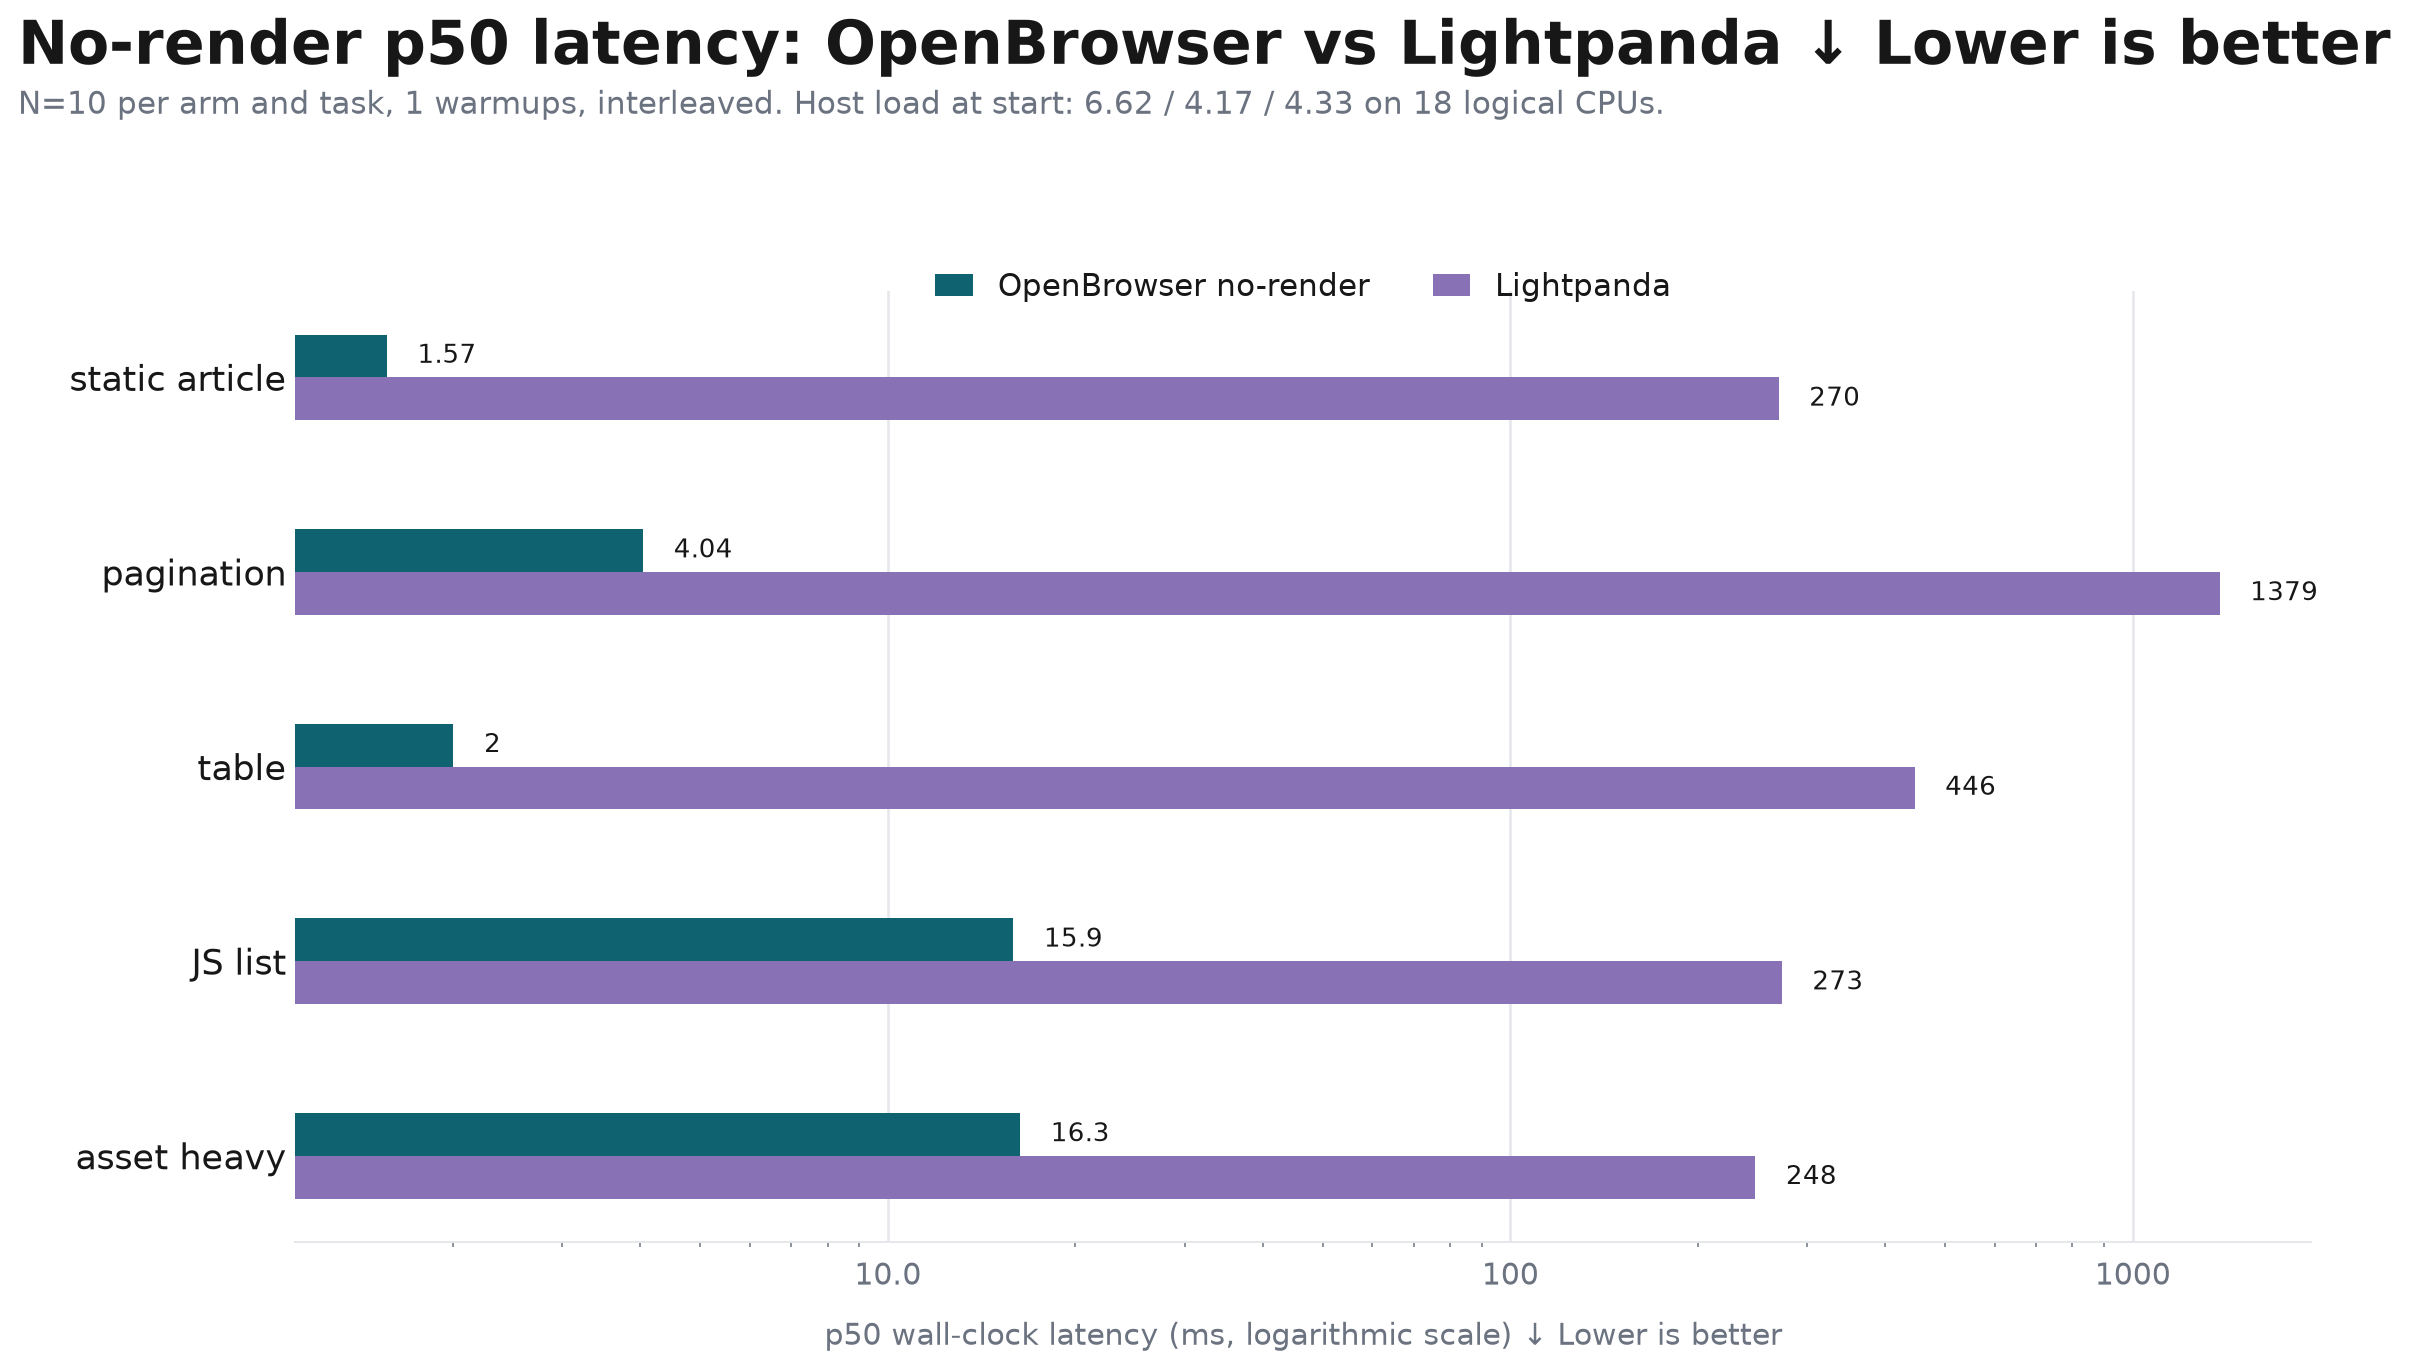 No-render p50 latency: OpenBrowser vs Lightpanda ↓ Lower is better
N=10 per arm and task, 1 warmups, interleaved. Host load at start: 6.62 / 4.17 / 4.33 on 18 logical CPUs.
OpenBrowser no-render Lightpanda
static article 1.57
270
pagination 4.04
1379
table 2
446
JS list 15.9
273
asset heavy 16.3
248
10.0 100 1000
p50 wall-clock latency (ms, logarithmic scale) ↓ Lower is better